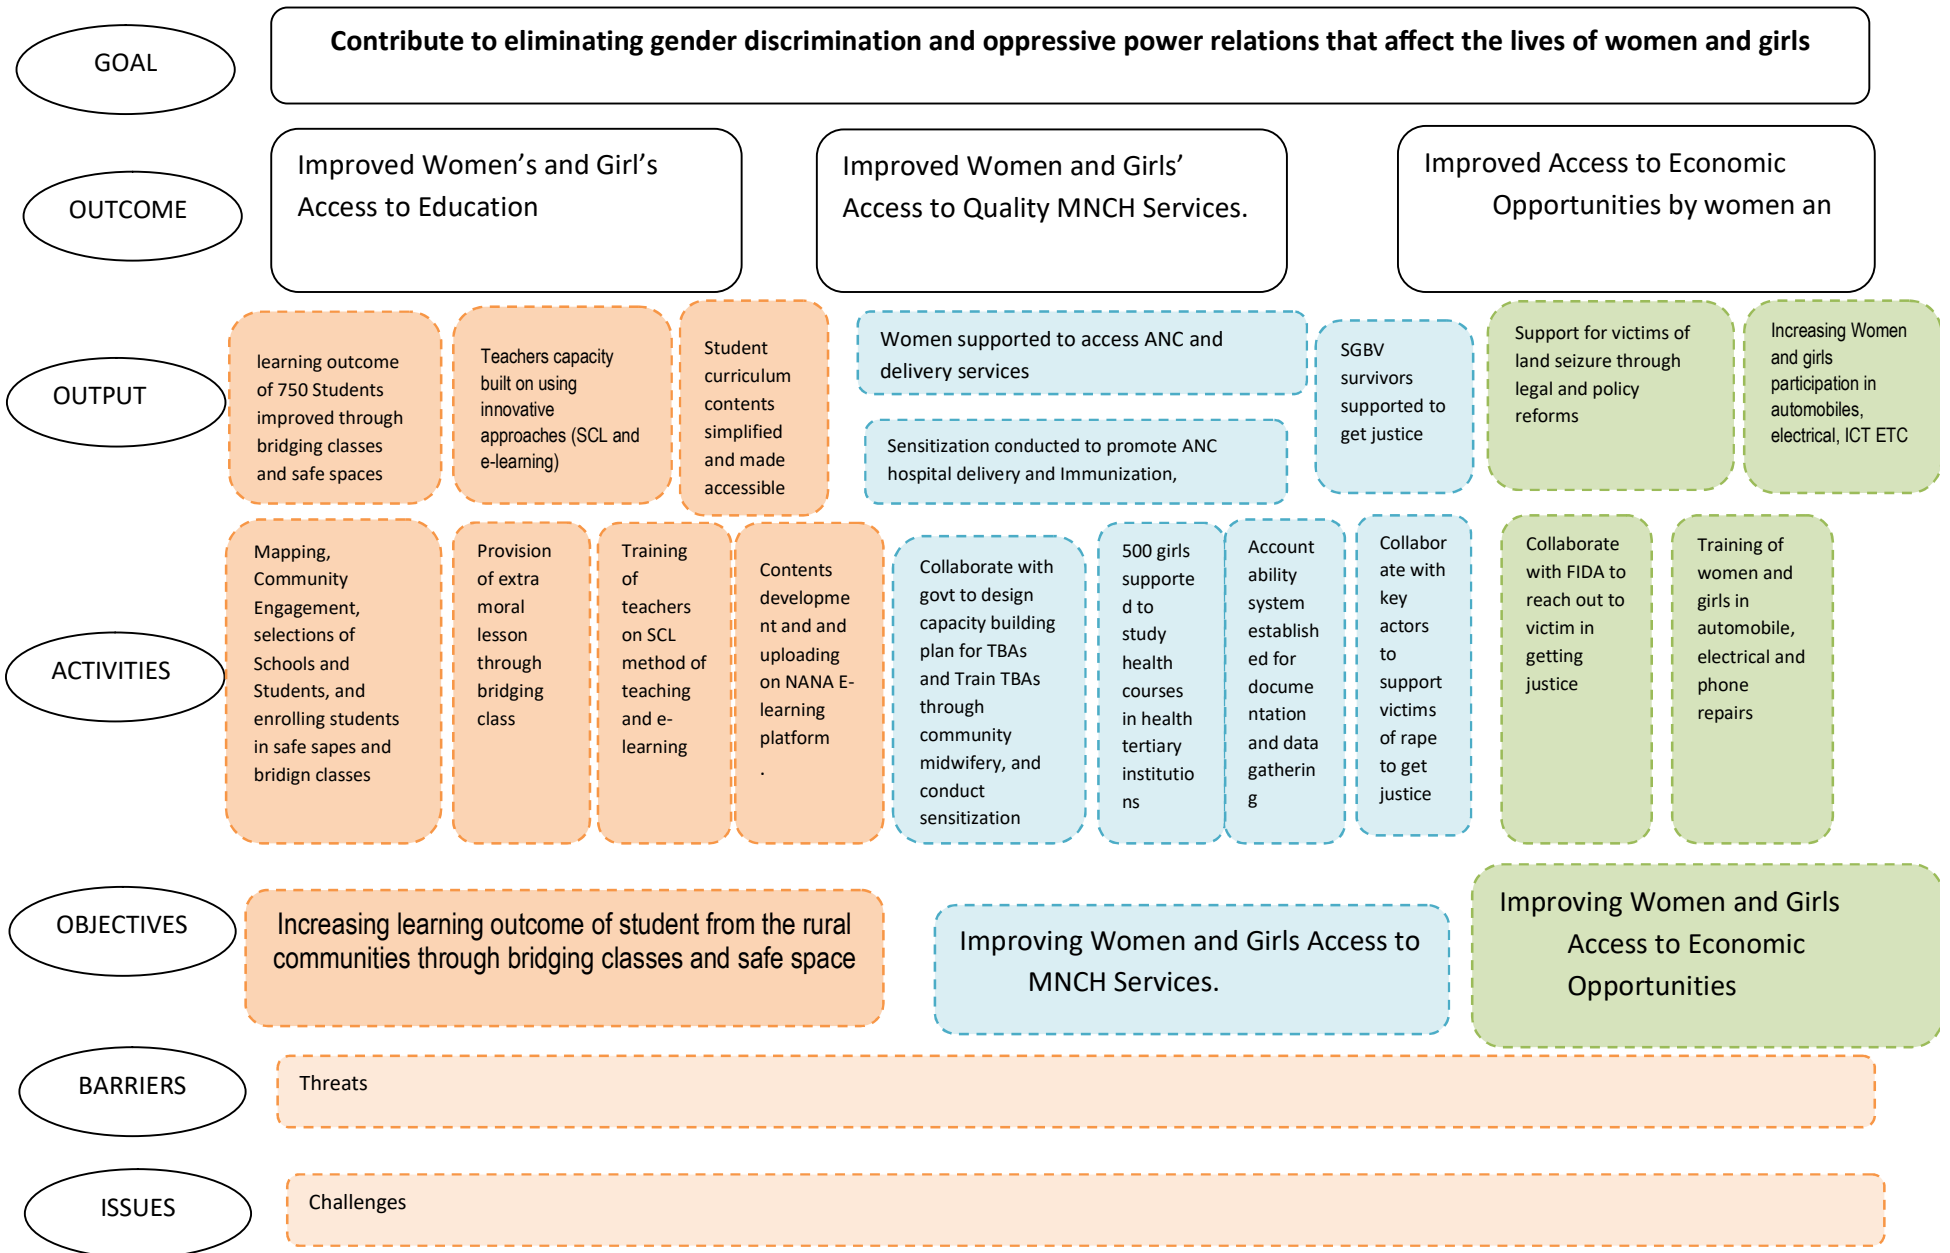 GOAL
Contribute to eliminating gender discrimination and oppressive power relations that affect the lives of women and girls
OUTCOME
Improved Women’s and Girl’s
Access to Education
Improved Women and Girls’
Access to Quality MNCH Services.
Improved Access to Economic
Opportunities by women an
OUTPUT
learning outcome
of 750 Students
improved through
bridging classes
and safe spaces
Teachers capacity
built on using
innovative
approaches (SCL and
e-learning)
Student
curriculum
contents
simplified
and made
accessible
Women supported to access ANC and
delivery services
Sensitization conducted to promote ANC
hospital delivery and Immunization,
SGBV
survivors
supported to
get justice
Support for victims of
land seizure through
legal and policy
reforms
Increasing Women
and girls
participation in
automobiles,
electrical, ICT ETC
ACTIVITIES
Mapping,
Community
Engagement,
selections of
Schools and
Students, and
enrolling students
in safe sapes and
bridign classes
Provision
of extra
moral
lesson
through
bridging
class
Training
of
teachers
on SCL
method of
teaching
and e-
learning
Contents
developme
nt and and
uploading
on NANA E-
learning
platform
.
Collaborate with
govt to design
capacity building
plan for TBAs
and Train TBAs
through
community
midwifery, and
conduct
sensitization
500 girls
supporte
d to
study
health
courses
in health
tertiary
institutio
ns
Account
ability
system
establish
ed for
docume
ntation
and data
gatherin
g
Collabor
ate with
key
actors
to
support
victims
of rape
to get
justice
Collaborate
with FIDA to
reach out to
victim in
getting
justice
Training of
women and
girls in
automobile,
electrical and
phone
repairs
OBJECTIVES
Increasing learning outcome of student from the rural
communities through bridging classes and safe space
Improving Women and Girls Access to
MNCH Services.
Improving Women and Girls
Access to Economic
Opportunities
BARRIERS
Threats
ISSUES
Challenges